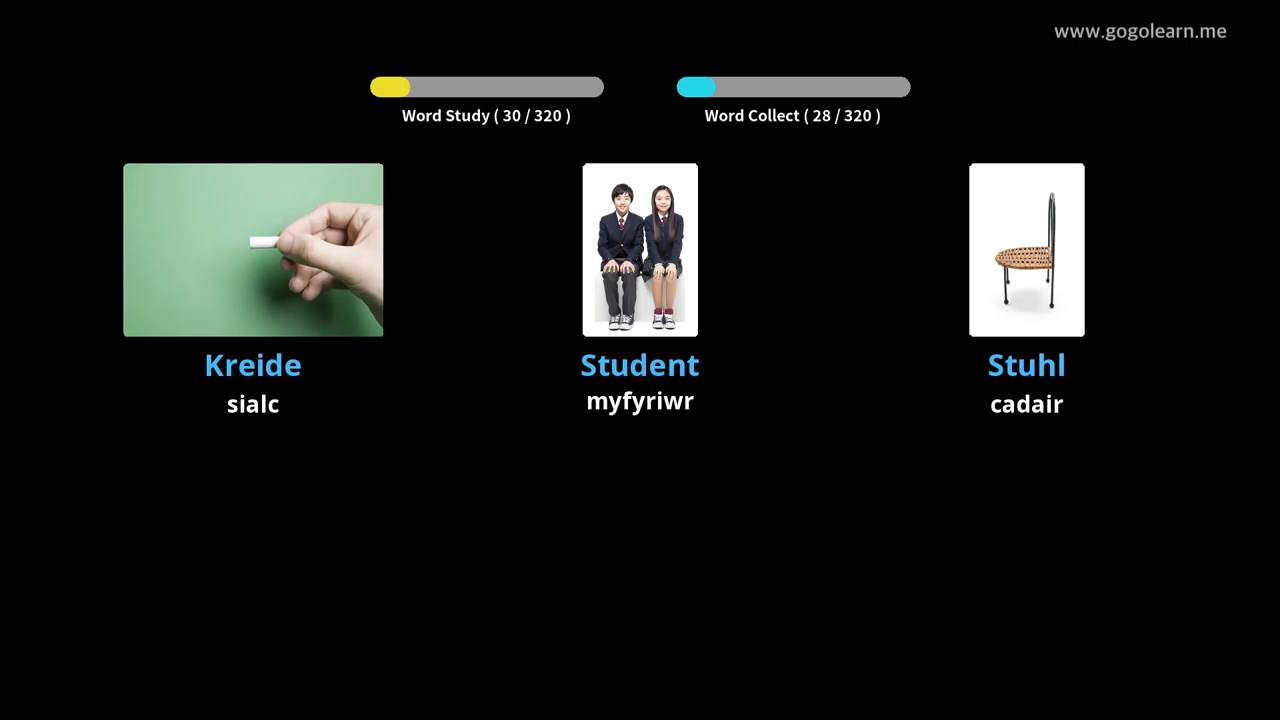 www.gogolearn.me
Word Study ( 30 / 320 )
Word Collect ( 28 / 320 )
Kreide
sialc
Student
myfyriwr
Stuhl
cadair